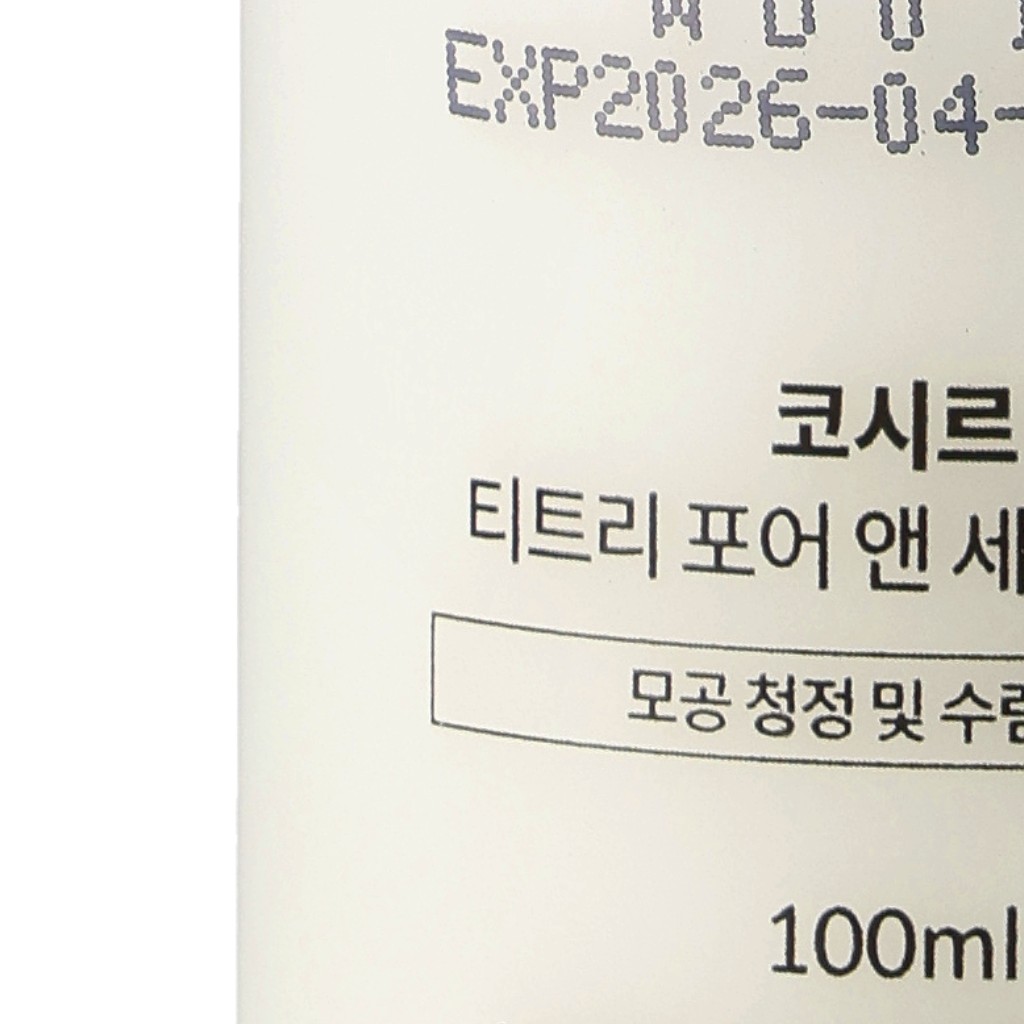 EXP2026-04-
코시르
티트리 포어 앤 세
모공 청정 및 수렴
100ml